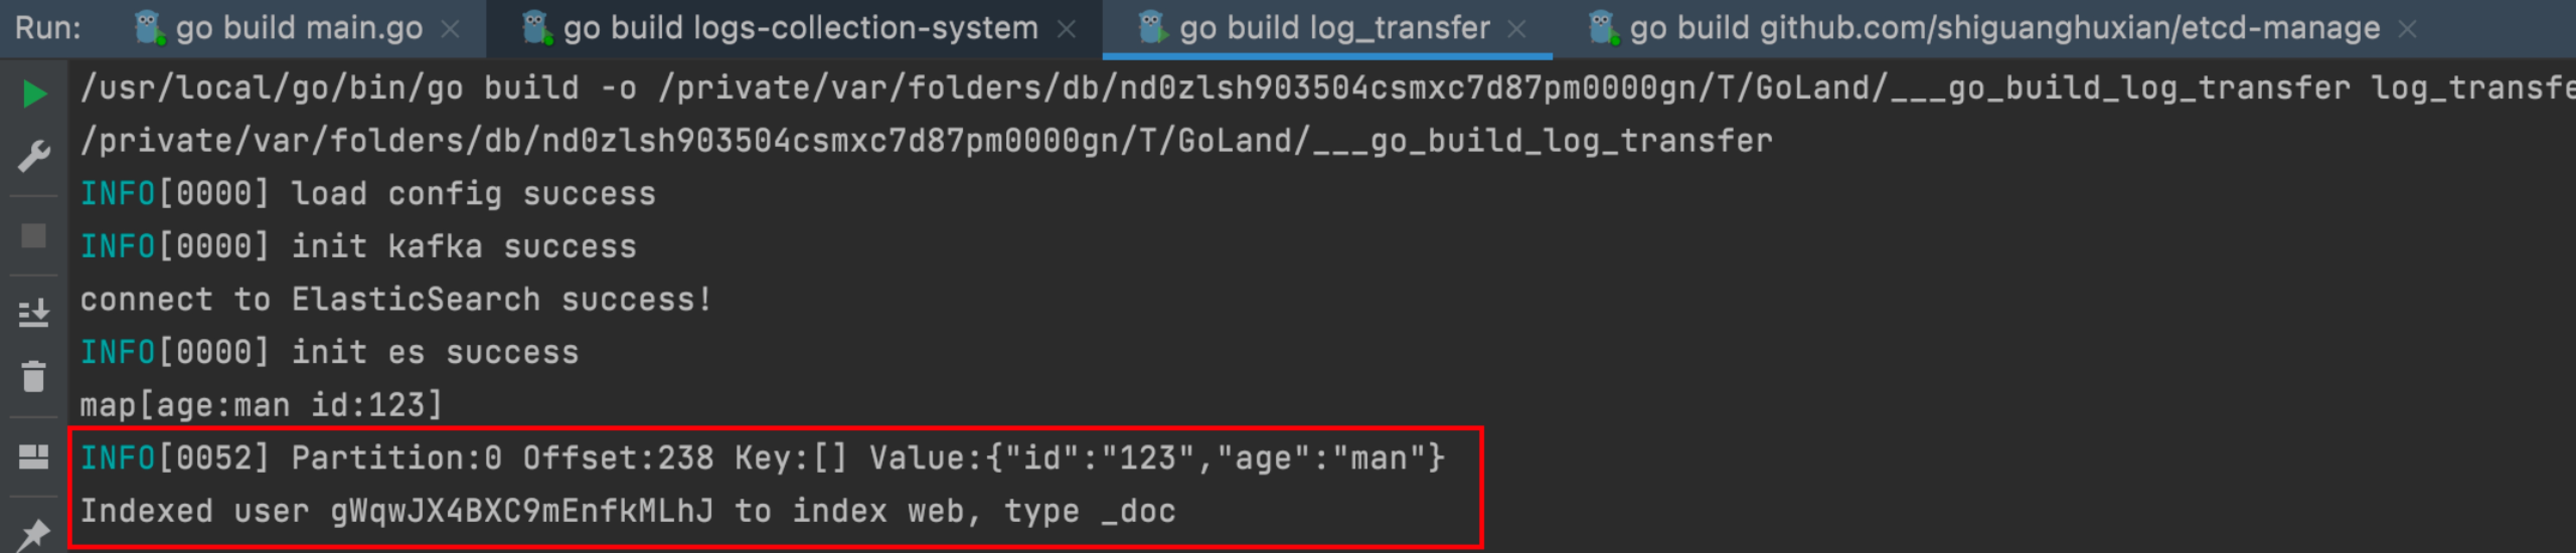 Run: go build main.go go build logs-collection-system go build log_transfer go build github.com/shiguanghuxian/etcd-manage
/usr/local/go/bin/go build -o /private/var/folders/db/nd0zlsh903504csmxc7d87pm0000gn/T/GoLand/___go_build_log_transfer log_transfe
/private/var/folders/db/nd0zlsh903504csmxc7d87pm0000gn/T/GoLand/___go_build_log_transfer
INFO[0000] load config success
INFO[0000] init kafka success
connect to ElasticSearch success!
INFO[0000] init es success
map[age:man id:123]
INFO[0052] Partition:0 Offset:238 Key:[] Value:{"id":"123","age":"man"}
Indexed user gWqwJX4BXC9mEnfkMLhJ to index web, type _doc